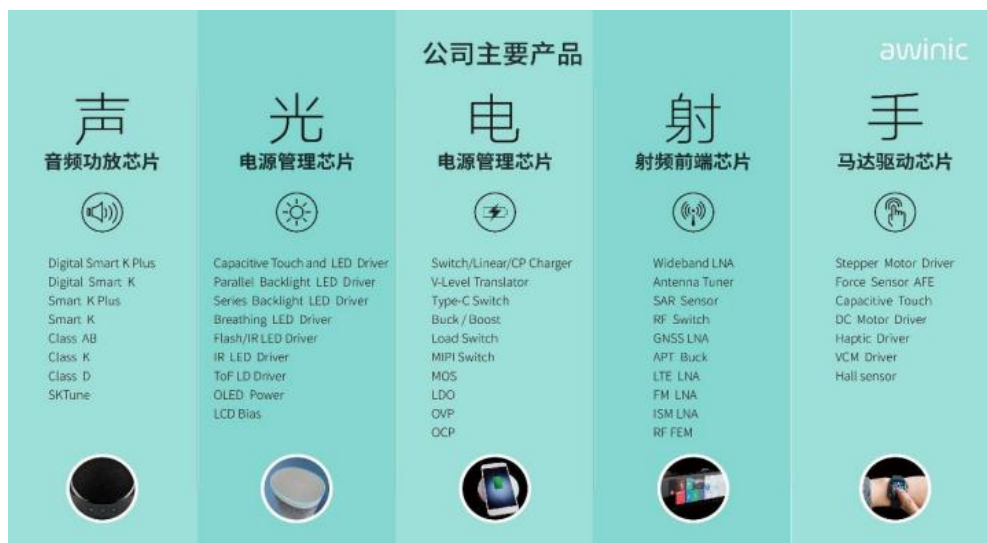 公司主要产品
awinic
声
音频功放芯片
Digital Smart K Plus
Digital Smart K
Smart K Plus
Smart K
Class AB
Class K
Class D
SKTune
光
电源管理芯片
Capacitive Touch and LED Driver
Parallel Backlight LED Driver
Series Backlight LED Driver
Breathing LED Driver
Flash/IR LED Driver
IR LED Driver
ToF LD Driver
OLED Power
LCD Bias
电
电源管理芯片
Switch/Linear/CP Charger
V-Level Translator
Type-C Switch
Buck / Boost
Load Switch
MIPI Switch
MOS
LDO
OVP
OCP
射
射频前端芯片
Wideband LNA
Antenna Tuner
SAR Sensor
RF Switch
GNSS LNA
APT Buck
LTE LNA
FM LNA
ISM LNA
RF FEM
手
马达驱动芯片
Stepper Motor Driver
Force Sensor AFE
Capacitive Touch
DC Motor Driver
Haptic Driver
VCM Driver
Hall sensor